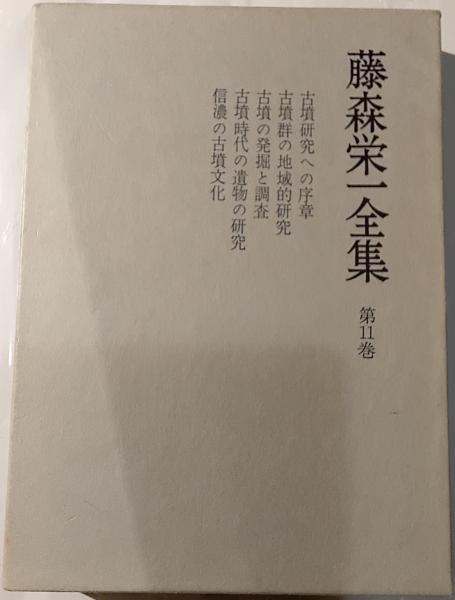 藤森栄一全集
第11巻
古墳研究への序章
古墳群の地域的研究
古墳の発掘と調査
古墳時代の遺物の研究
信濃の古墳文化